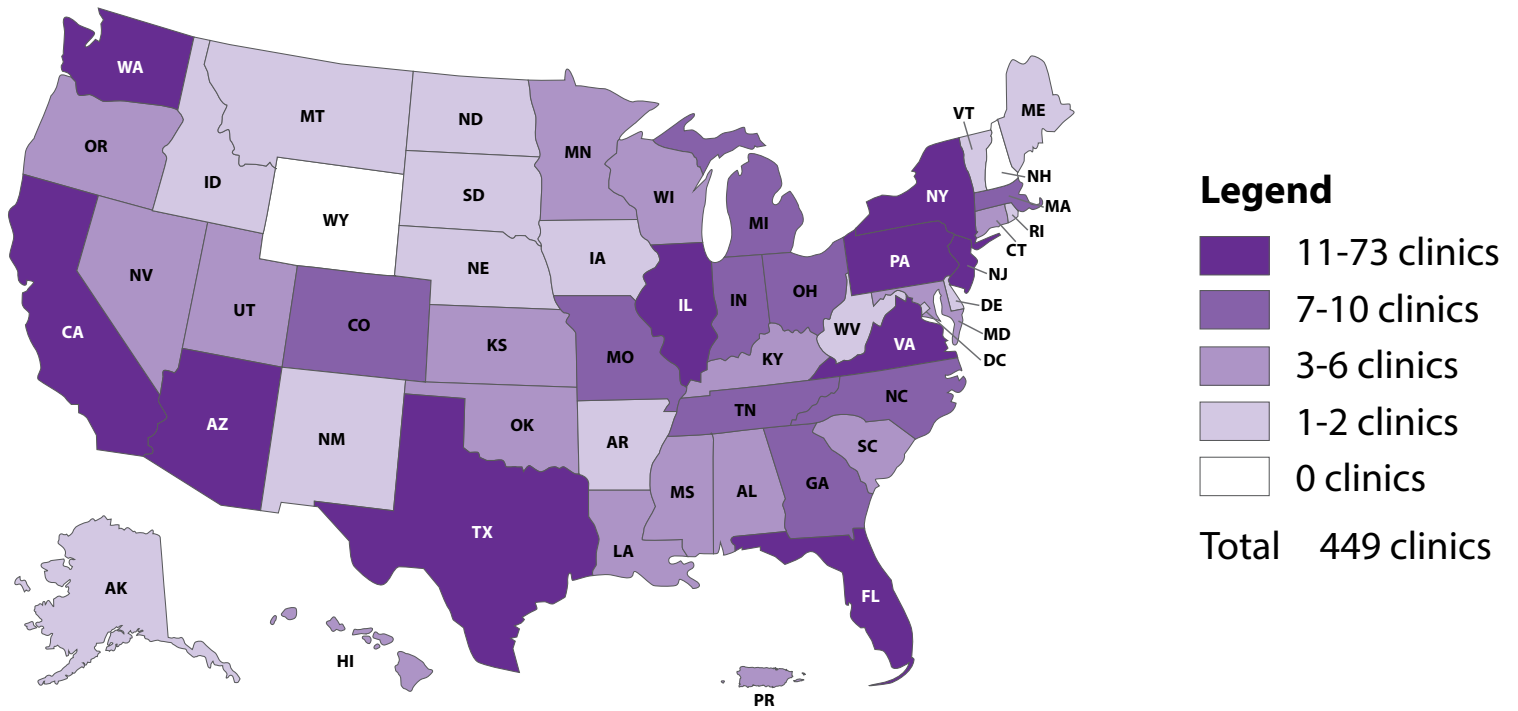 WA
MT
ND
MN
OR
ID
SD
WI
WY
MI
NV
NE
IA
UT
CO
KS
MO
IL
IN
OH
KY
WV
VA
PA
NY
VT
ME
NH
MA
RI
CT
NJ
DE
MD
DC
CA
AZ
NM
OK
AR
TN
NC
SC
MS
AL
GA
TX
LA
FL
AK
HI
PR
Legend
11-73 clinics
7-10 clinics
3-6 clinics
1-2 clinics
0 clinics
Total 449 clinics